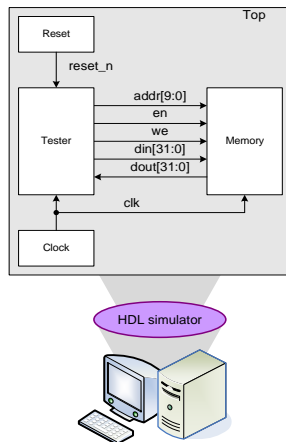 Top
Reset
reset_n
addr[9:0]
en
we
din[31:0]
dout[31:0]
Tester
Memory
clk
Clock
HDL simulator